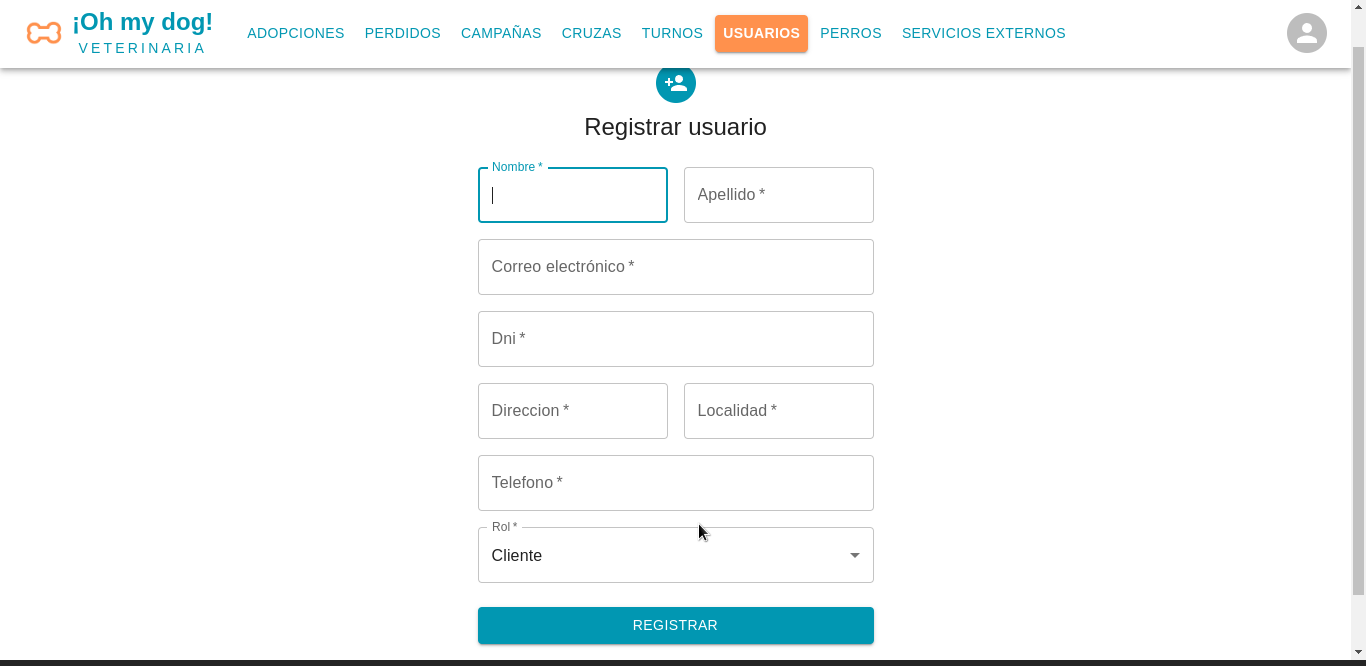 ¡Oh my dog!
VETERINARIA
ADOPCIONES PERDIDOS CAMPAÑAS CRUZAS TURNOS USUARIOS PERROS SERVICIOS EXTERNOS
Registrar usuario
Nombre *
Apellido *
Correo electrónico *
Dni *
Direccion *
Localidad *
Telefono *
Rol *
Cliente
REGISTRAR